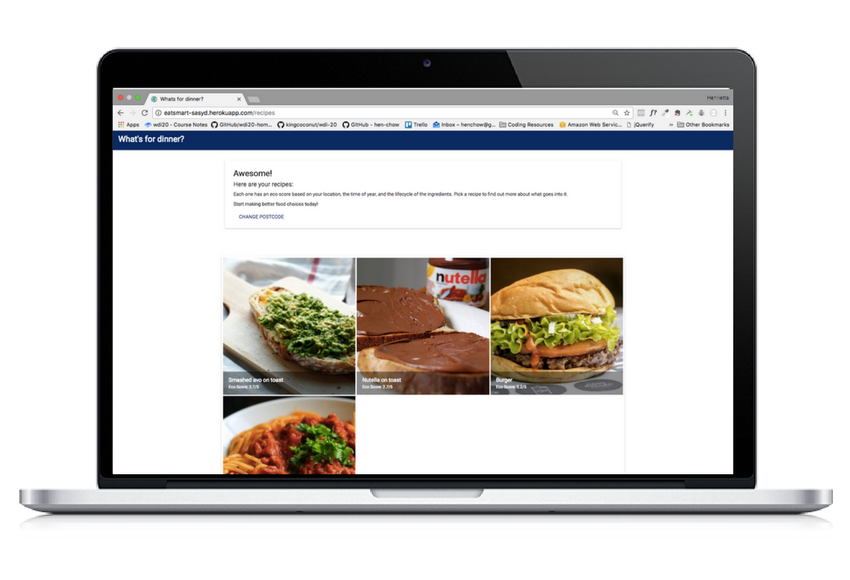 Whats for dinner?
Henrietta
eatsmart-sasyd.herokuapp.com/recipes
Apps wdi20 - Course Notes GitHub/wdi20-hom... kingcoconut/wdi-20 GitHub - hen-chow Trello Inbox – henchow@g... Coding Resources Amazon Web Servic... jQuerify » Other Bookmarks
What's for dinner?
Awesome!
Here are your recipes:
Each one has an eco score based on your location, the time of year, and the lifecycle of the ingredients. Pick a recipe to find out more about what goes into it.
Start making better food choices today!
CHANGE POSTCODE
nutella
Smashed avo on toast
Eco Score 3.7/5
Nutella on toast
Eco Score 2.7/5
Burger
Eco Score